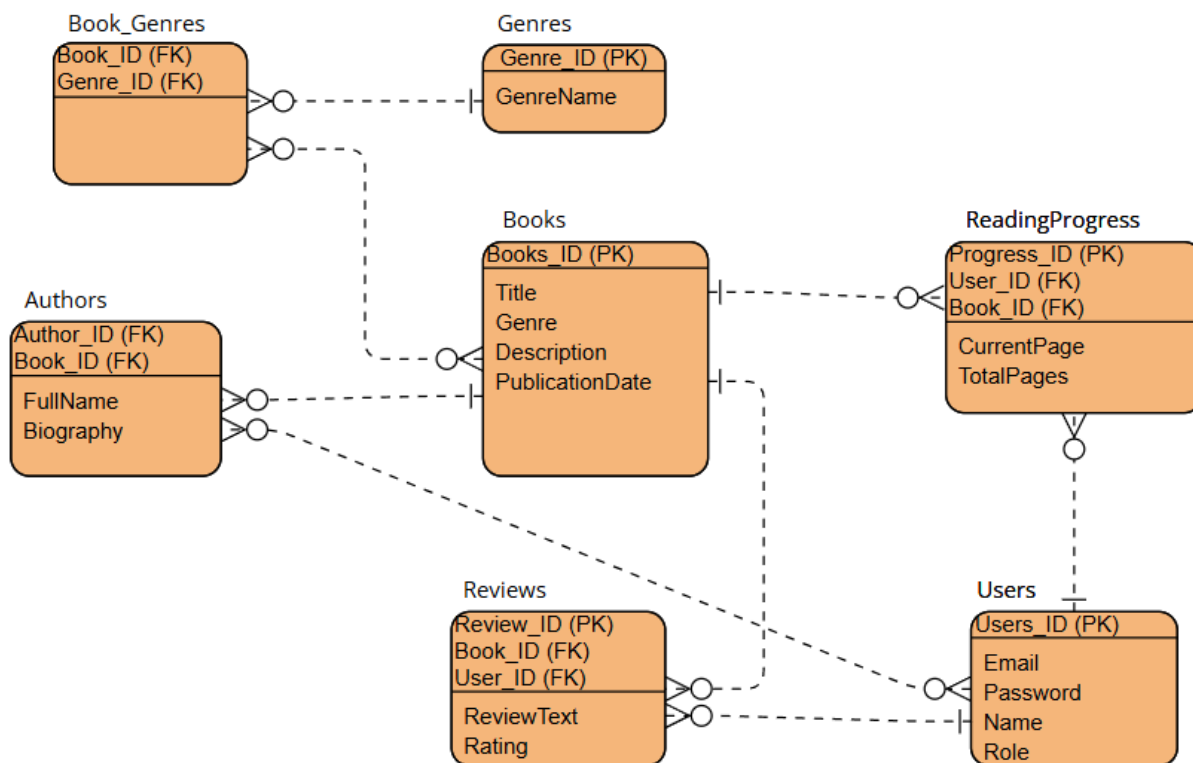 Book_Genres
Book_ID (FK)
Genre_ID (FK)
Genres
Genre_ID (PK)
GenreName
Books
Books_ID (PK)
Title
Genre
Description
PublicationDate
ReadingProgress
Progress_ID (PK)
User_ID (FK)
Book_ID (FK)
CurrentPage
TotalPages
Authors
Author_ID (FK)
Book_ID (FK)
FullName
Biography
Reviews
Review_ID (PK)
Book_ID (FK)
User_ID (FK)
ReviewText
Rating
Users
Users_ID (PK)
Email
Password
Name
Role